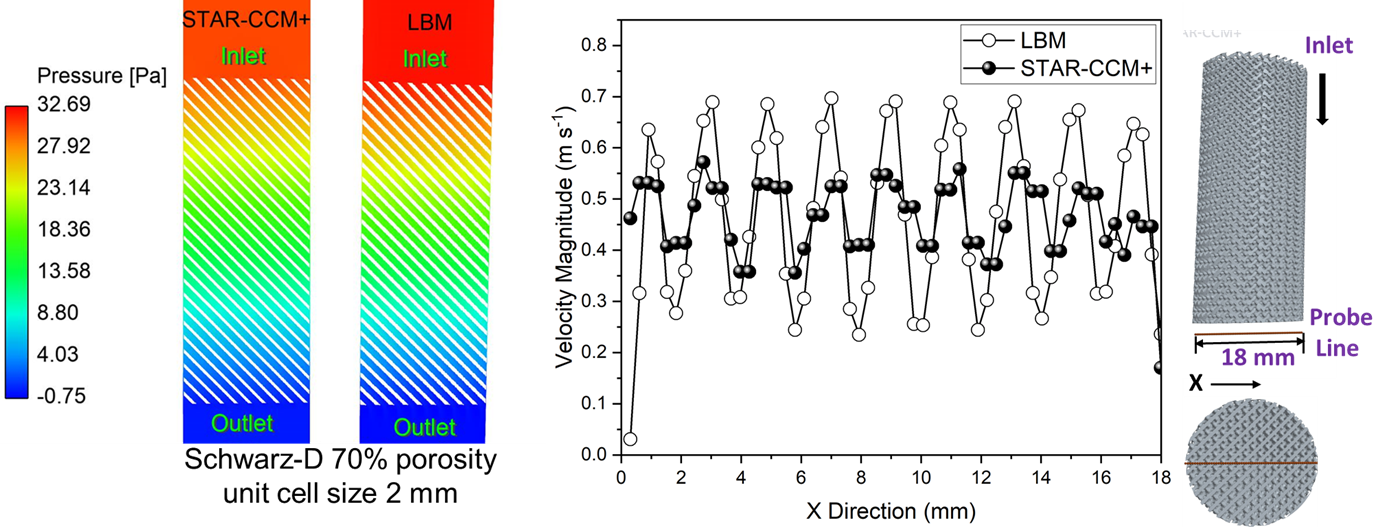 STAR-CCM+
LBM
Inlet
Inlet
Pressure [Pa]
32.69
27.92
23.14
18.36
13.58
8.80
4.03
-0.75
Outlet
Outlet
Schwarz-D 70% porosity
unit cell size 2 mm
Velocity Magnitude (m s⁻¹)
0.8
0.7
0.6
0.5
0.4
0.3
0.2
0.1
0.0
LBM
STAR-CCM+
0 2 4 6 8 10 12 14 16 18
X Direction (mm)
AR-CCM+
Inlet
Probe
Line
18 mm
X